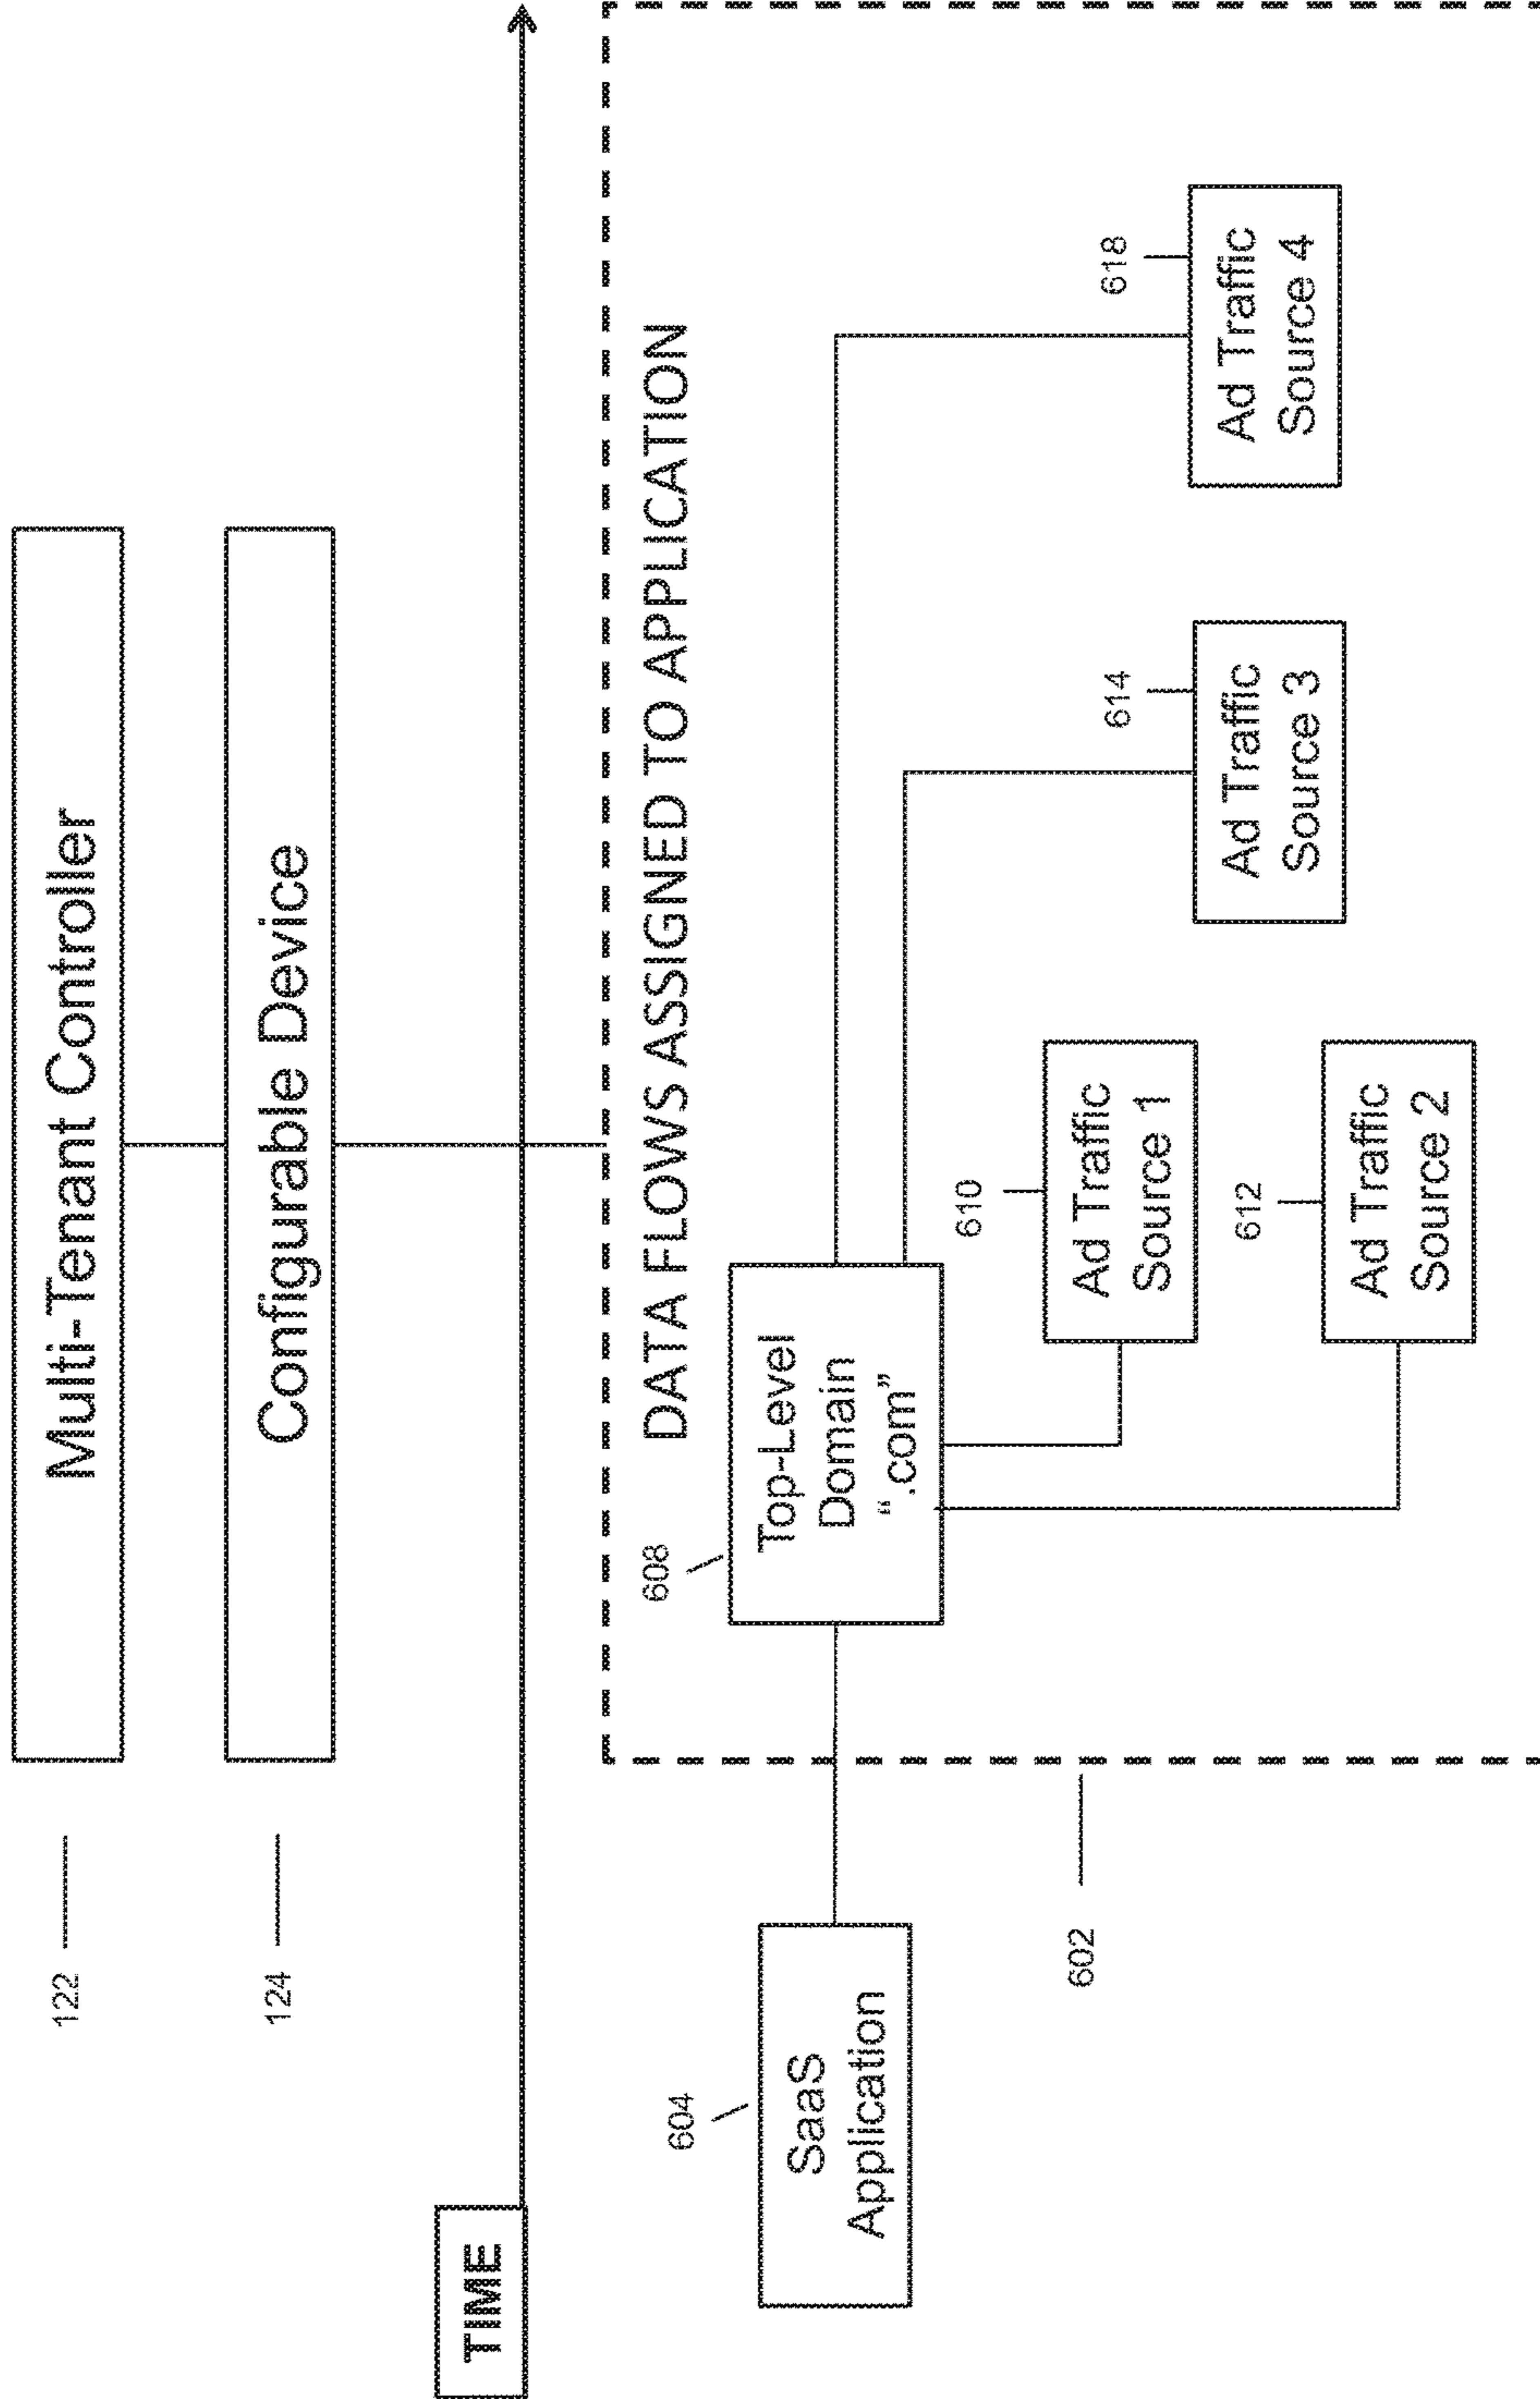 122
Multi-Tenant Controller
124
Configurable Device
TIME
DATA FLOWS ASSIGNED TO APPLICATION
604
SaaS
Application
608
Top-Level
Domain
“.com”
602
610
Ad Traffic
Source 1
612
Ad Traffic
Source 2
614
Ad Traffic
Source 3
618
Ad Traffic
Source 4